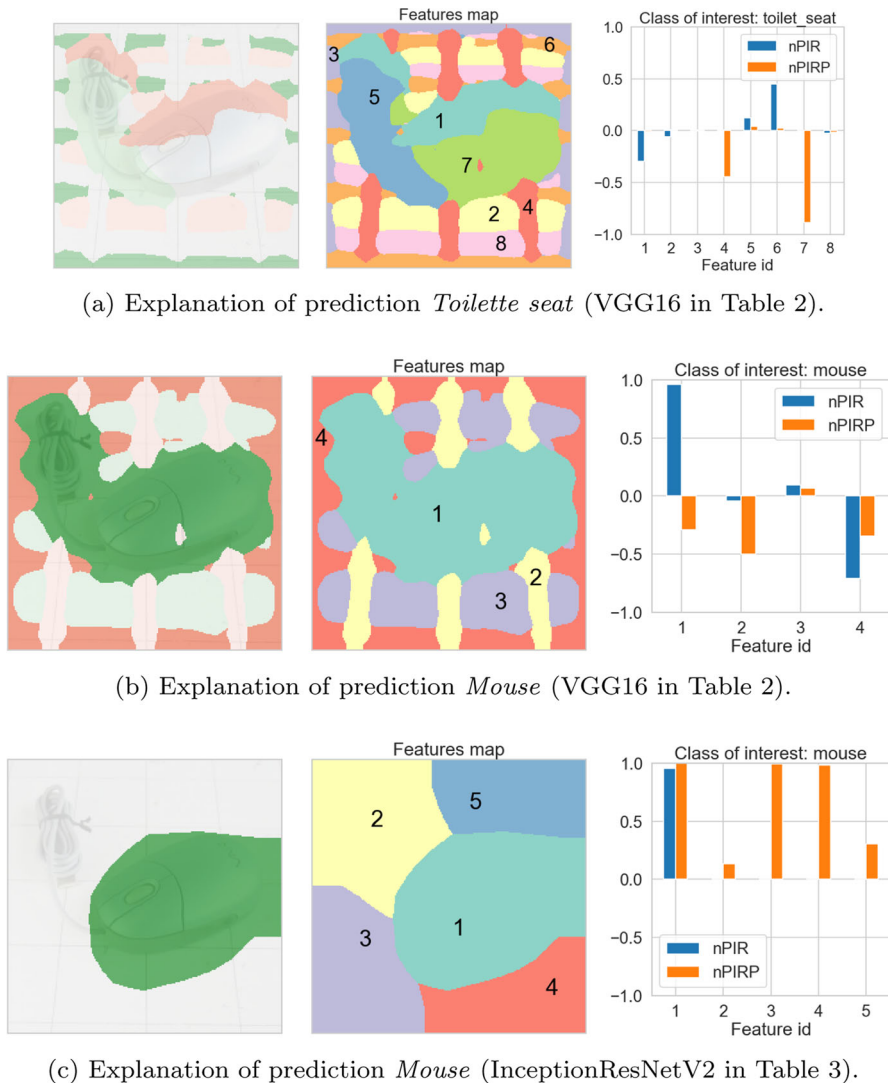 Features map
Class of interest: toilet_seat
3
6
5
1
7
2
4
8
1.0
0.5
0.0
−0.5
−1.0
nPIR
nPIRP
1 2 3 4 5 6 7 8
Feature id
(a) Explanation of prediction Toilette seat (VGG16 in Table 2).
Features map
Class of interest: mouse
4
1
2
3
1.0
0.5
0.0
−0.5
−1.0
nPIR
nPIRP
1 2 3 4
Feature id
(b) Explanation of prediction Mouse (VGG16 in Table 2).
Features map
Class of interest: mouse
5
2
1
3
4
1.0
0.5
0.0
−0.5
−1.0
nPIR
nPIRP
1 2 3 4 5
Feature id
(c) Explanation of prediction Mouse (InceptionResNetV2 in Table 3).